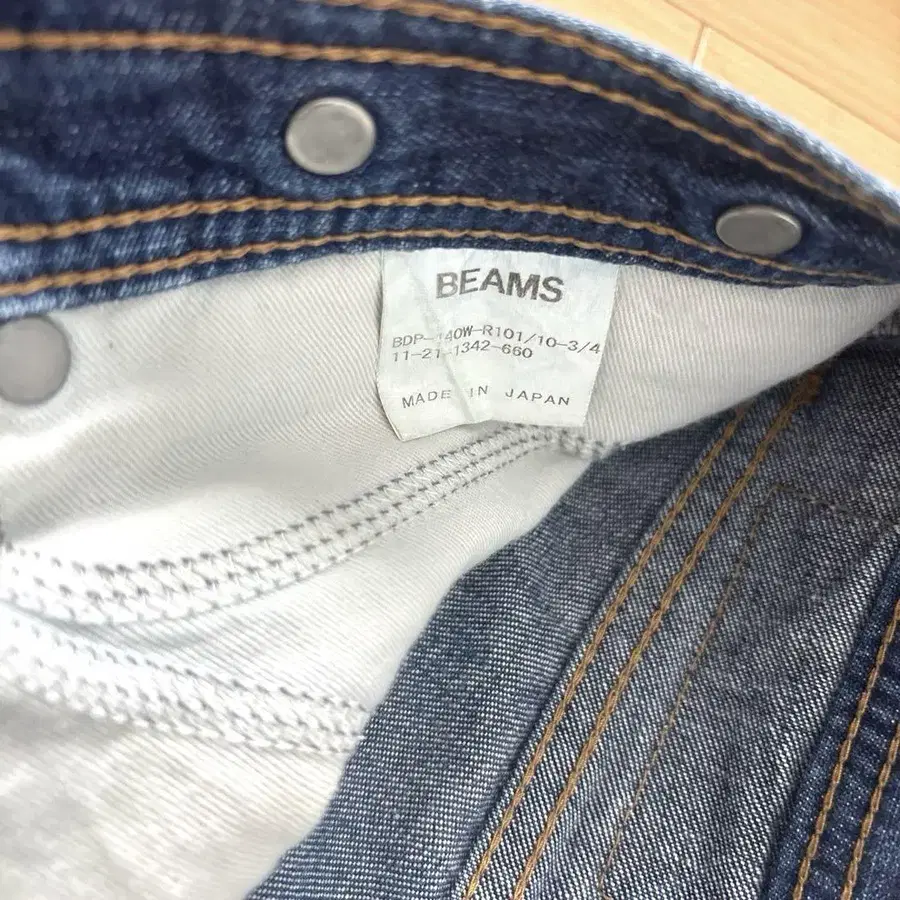 BEAMS
BDP-140W-R101/10-3/4
11-21-1342-660
MADE IN JAPAN